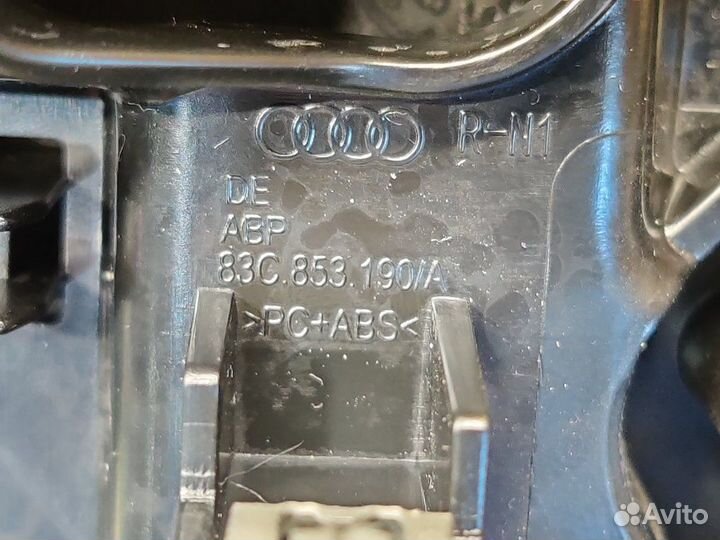 R-N1
DE
ABP
83C.853.190/A
>PC+ABS<
Avito